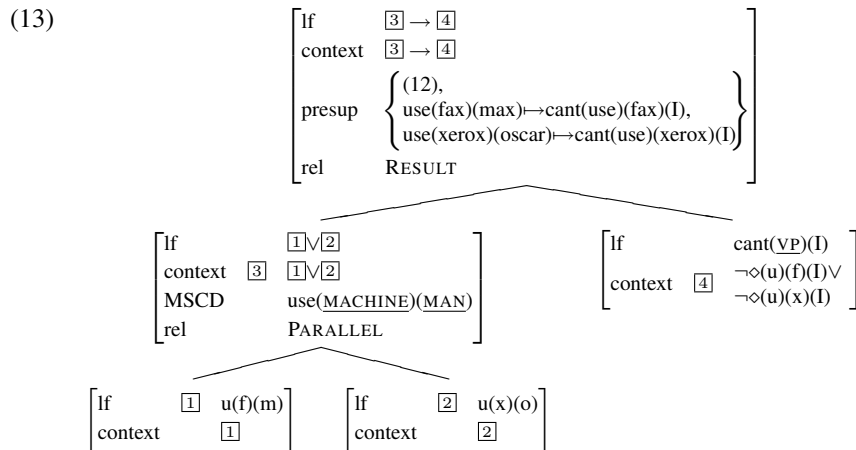 (13)
lf 3 → 4
context 3 → 4
presup {(12),
use(fax)(max)↦cant(use)(fax)(I),
use(xerox)(oscar)↦cant(use)(xerox)(I)}
rel RESULT
lf 1∨2
context 3 1∨2
MSCD use(MACHINE)(MAN)
rel PARALLEL
lf cant(VP)(I)
context 4 ¬⋄(u)(f)(I)∨
¬⋄(u)(x)(I)
lf 1 u(f)(m)
context 1
lf 2 u(x)(o)
context 2